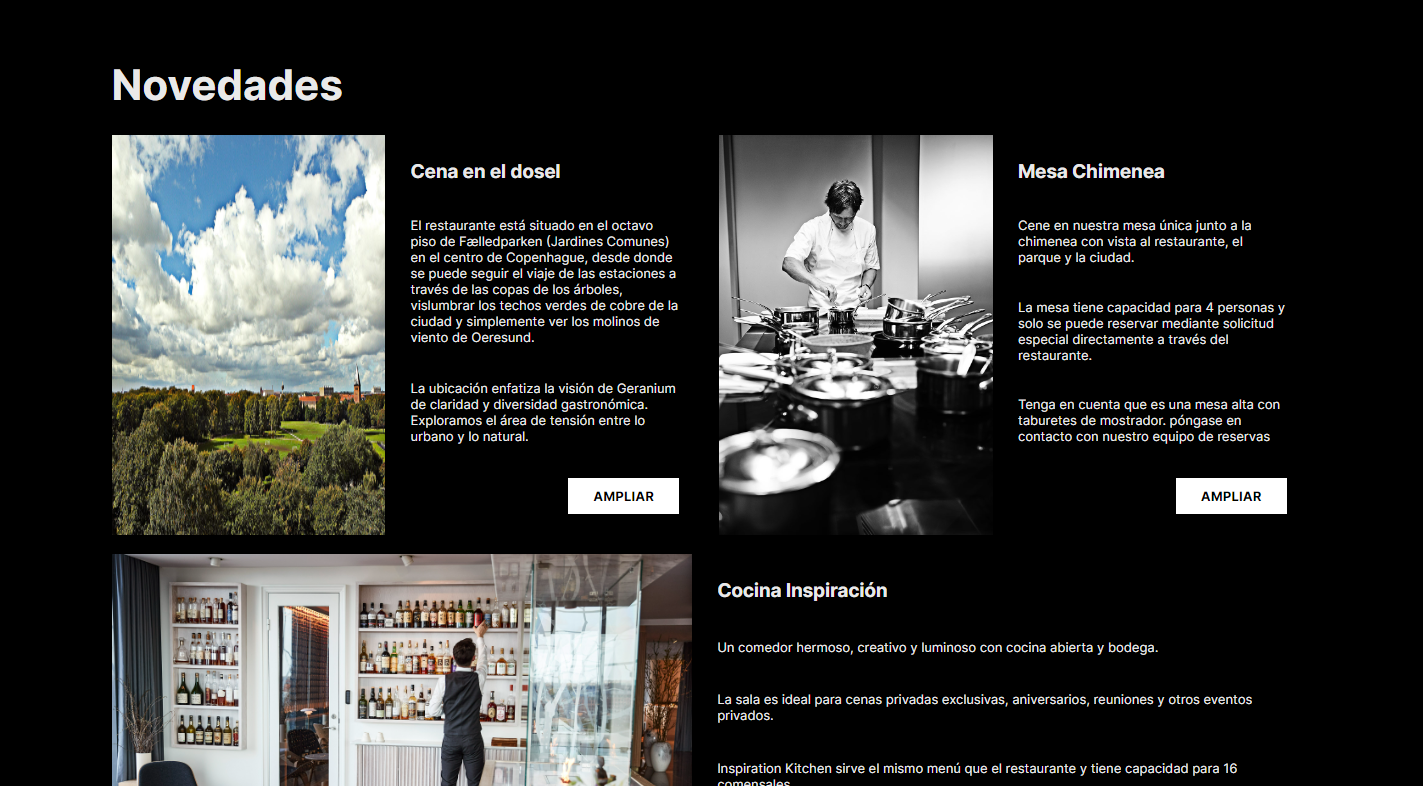 Novedades
Cena en el dosel
El restaurante está situado en el octavo
piso de Fælledparken (Jardines Comunes)
en el centro de Copenhague, desde donde
se puede seguir el viaje de las estaciones a
través de las copas de los árboles,
vislumbrar los techos verdes de cobre de la
ciudad y simplemente ver los molinos de
viento de Oeresund.
La ubicación enfatiza la visión de Geranium
de claridad y diversidad gastronómica.
Exploramos el área de tensión entre lo
urbano y lo natural.
AMPLIAR
Mesa Chimenea
Cene en nuestra mesa única junto a la
chimenea con vista al restaurante, el
parque y la ciudad.
La mesa tiene capacidad para 4 personas y
solo se puede reservar mediante solicitud
especial directamente a través del
restaurante.
Tenga en cuenta que es una mesa alta con
taburetes de mostrador. póngase en
contacto con nuestro equipo de reservas
AMPLIAR
Cocina Inspiración
Un comedor hermoso, creativo y luminoso con cocina abierta y bodega.
La sala es ideal para cenas privadas exclusivas, aniversarios, reuniones y otros eventos
privados.
Inspiration Kitchen sirve el mismo menú que el restaurante y tiene capacidad para 16
comensales